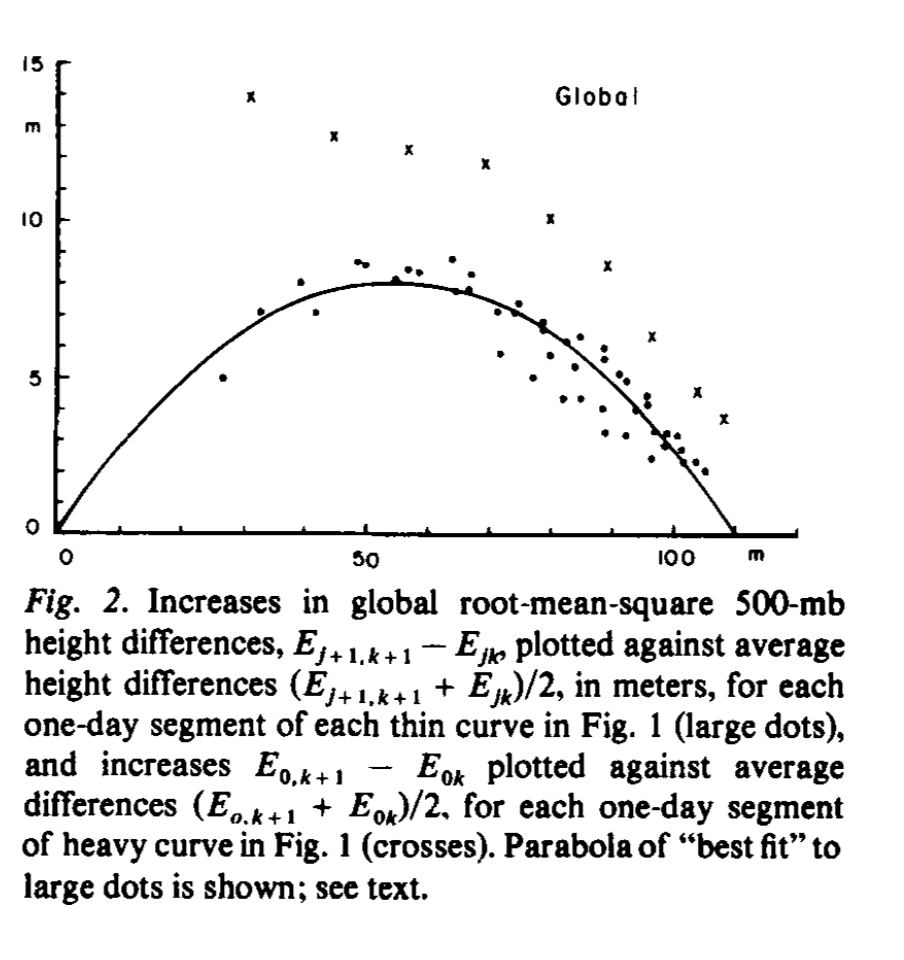 15
Global
m
10
5
0
0 50 100 m
Fig. 2. Increases in global root-mean-square 500-mb
height differences, E_{j+1,k+1} − E_{jk}, plotted against average
height differences (E_{j+1,k+1} + E_{jk})/2, in meters, for each
one-day segment of each thin curve in Fig. 1 (large dots),
and increases E_{0,k+1} − E_{0k} plotted against average
differences (E_{o,k+1} + E_{0k})/2, for each one-day segment
of heavy curve in Fig. 1 (crosses). Parabola of “best fit” to
large dots is shown; see text.